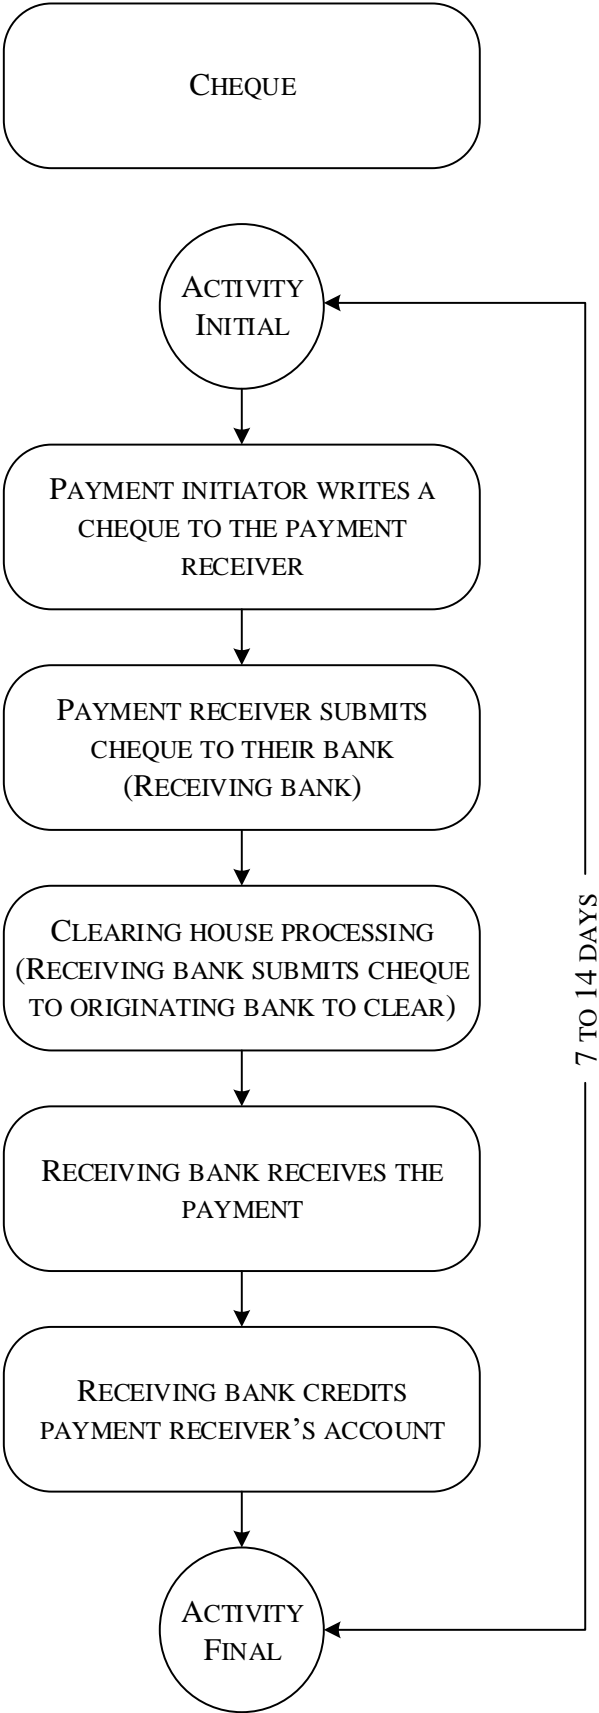 CHEQUE
ACTIVITY
INITIAL
PAYMENT INITIATOR WRITES A
CHEQUE TO THE PAYMENT
RECEIVER
PAYMENT RECEIVER SUBMITS
CHEQUE TO THEIR BANK
(RECEIVING BANK)
CLEARING HOUSE PROCESSING
(RECEIVING BANK SUBMITS CHEQUE
TO ORIGINATING BANK TO CLEAR)
RECEIVING BANK RECEIVES THE
PAYMENT
RECEIVING BANK CREDITS
PAYMENT RECEIVER’S ACCOUNT
ACTIVITY
FINAL
7 TO 14 DAYS